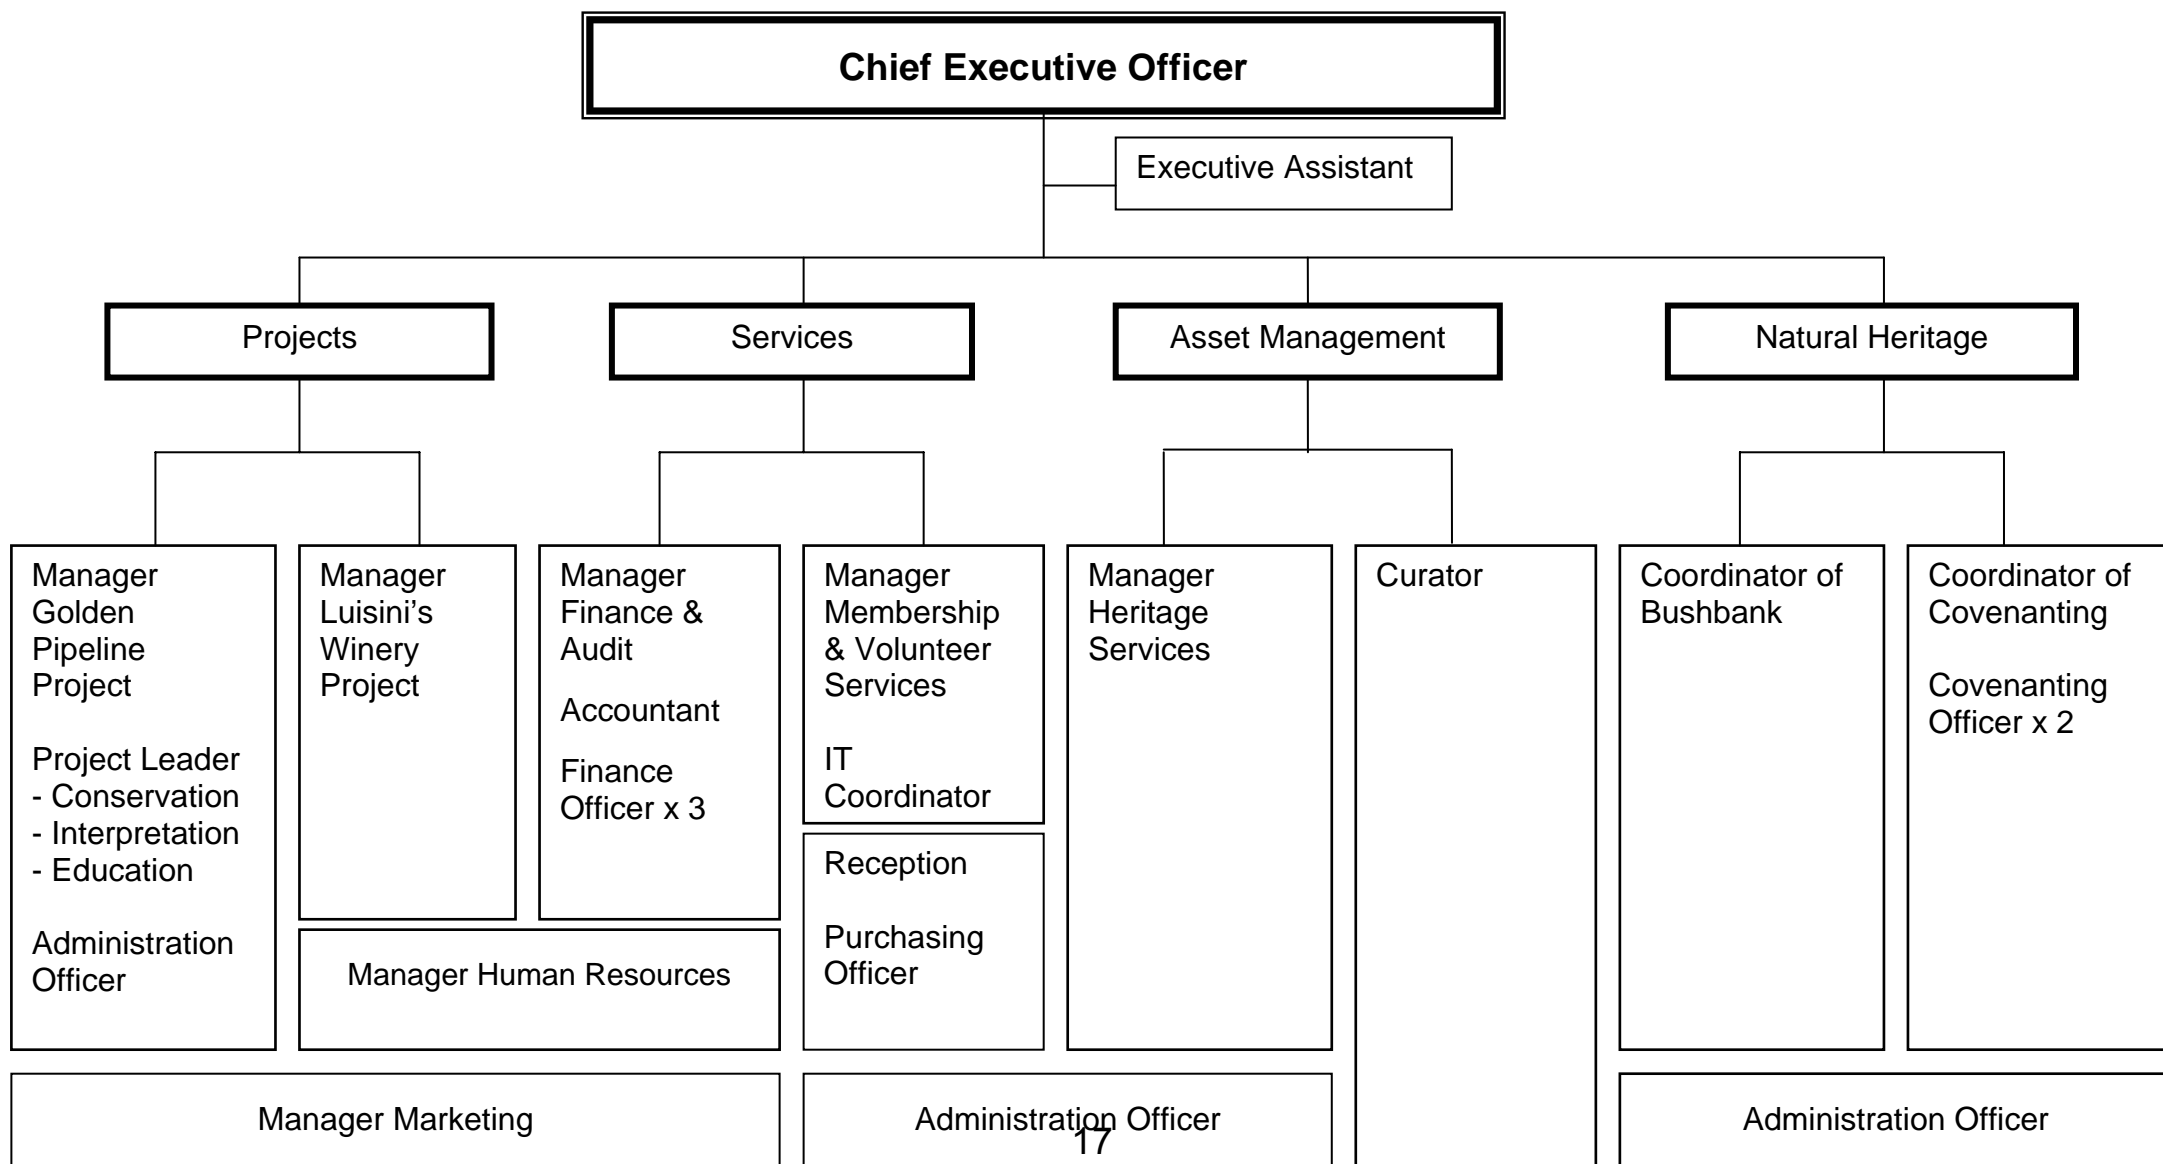 Chief Executive Officer
Executive Assistant
Projects
Services
Asset Management
Natural Heritage
Manager
Golden
Pipeline
Project
Project Leader
- Conservation
- Interpretation
- Education
Administration
Officer
Manager
Luisini’s
Winery
Project
Manager
Finance &
Audit
Accountant
Finance
Officer x 3
Manager
Membership
& Volunteer
Services
IT
Coordinator
Reception
Purchasing
Officer
Manager
Heritage
Services
Curator
Coordinator of
Bushbank
Coordinator of
Covenanting
Covenanting
Officer x 2
Manager Human Resources
Manager Marketing
Administration Officer
Administration Officer
17